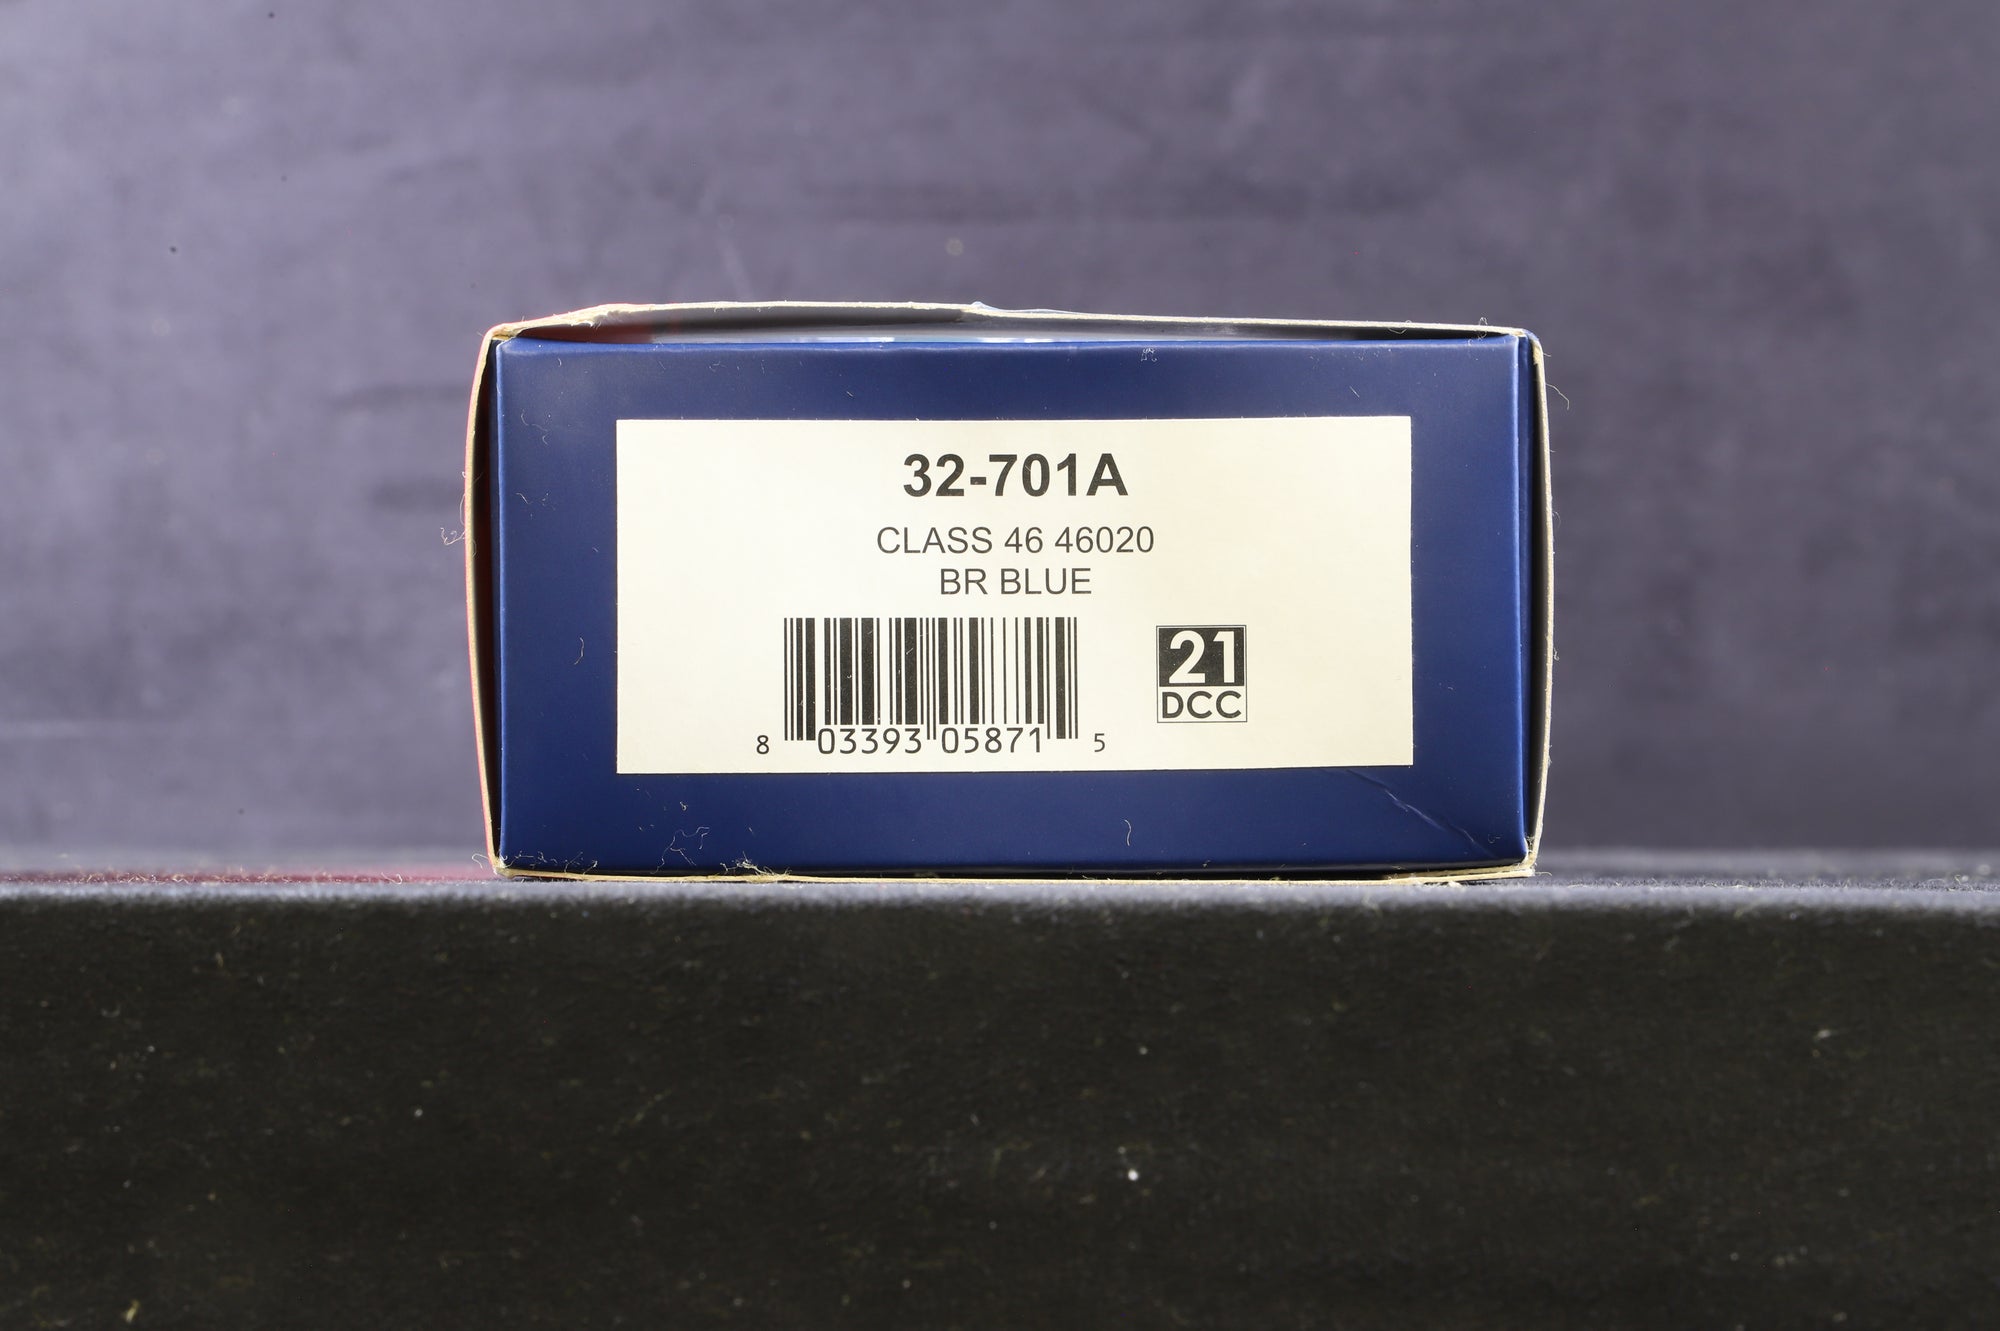 32-701A
CLASS 46 46020
BR BLUE
21
DCC
8 03393 05871 5